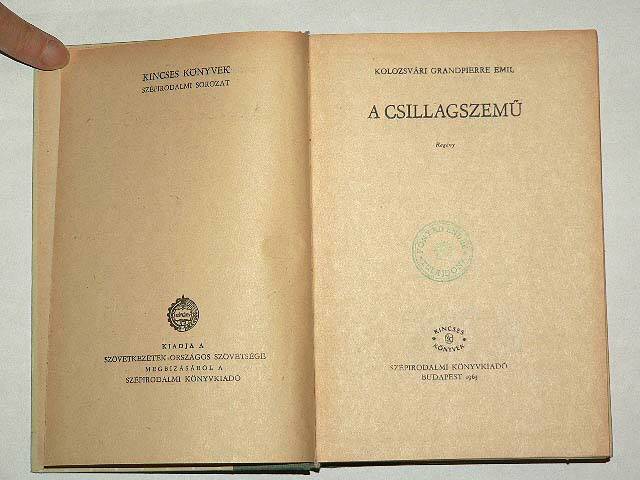 KINCSES KÖNYVEK
SZÉPIRODALMI SOROZAT
KIADJA A
SZÖVETKEZETEK ORSZÁGOS SZÖVETSÉGE
MEGBÍZÁSÁBÓL A
SZÉPIRODALMI KÖNYVKIADÓ
KOLOZSVÁRI GRANDPIERRE EMIL
A CSILLAGSZEMŰ
Regény
KINCSES
KÖNYVEK
SZÉPIRODALMI KÖNYVKIADÓ
BUDAPEST 1965